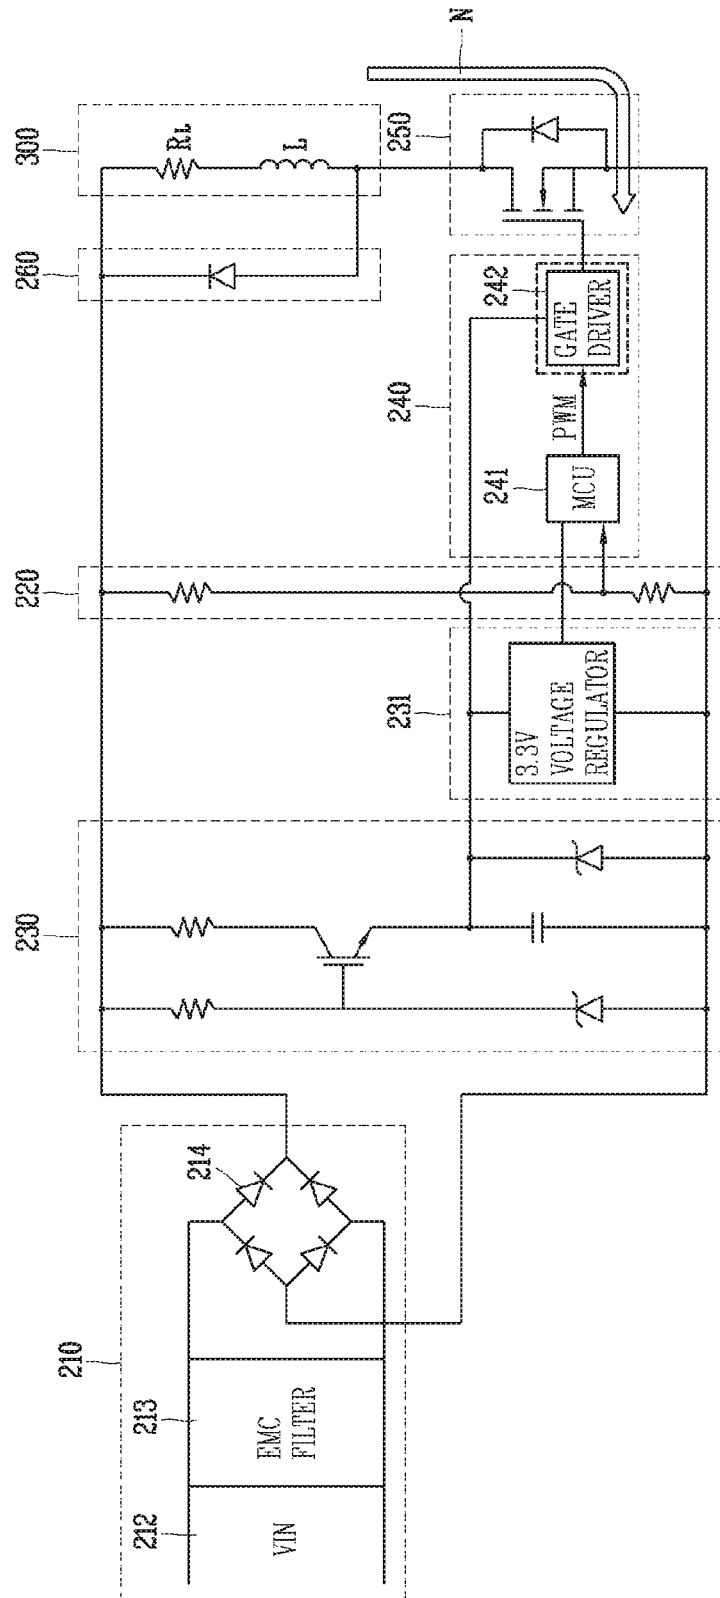 210
212
VIN
213
EMC
FILTER
214
230
231
3.3V
VOLTAGE
REGULATOR
220
240
241
MCU
PWM
242
GATE
DRIVER
260
300
RL
L
250
N